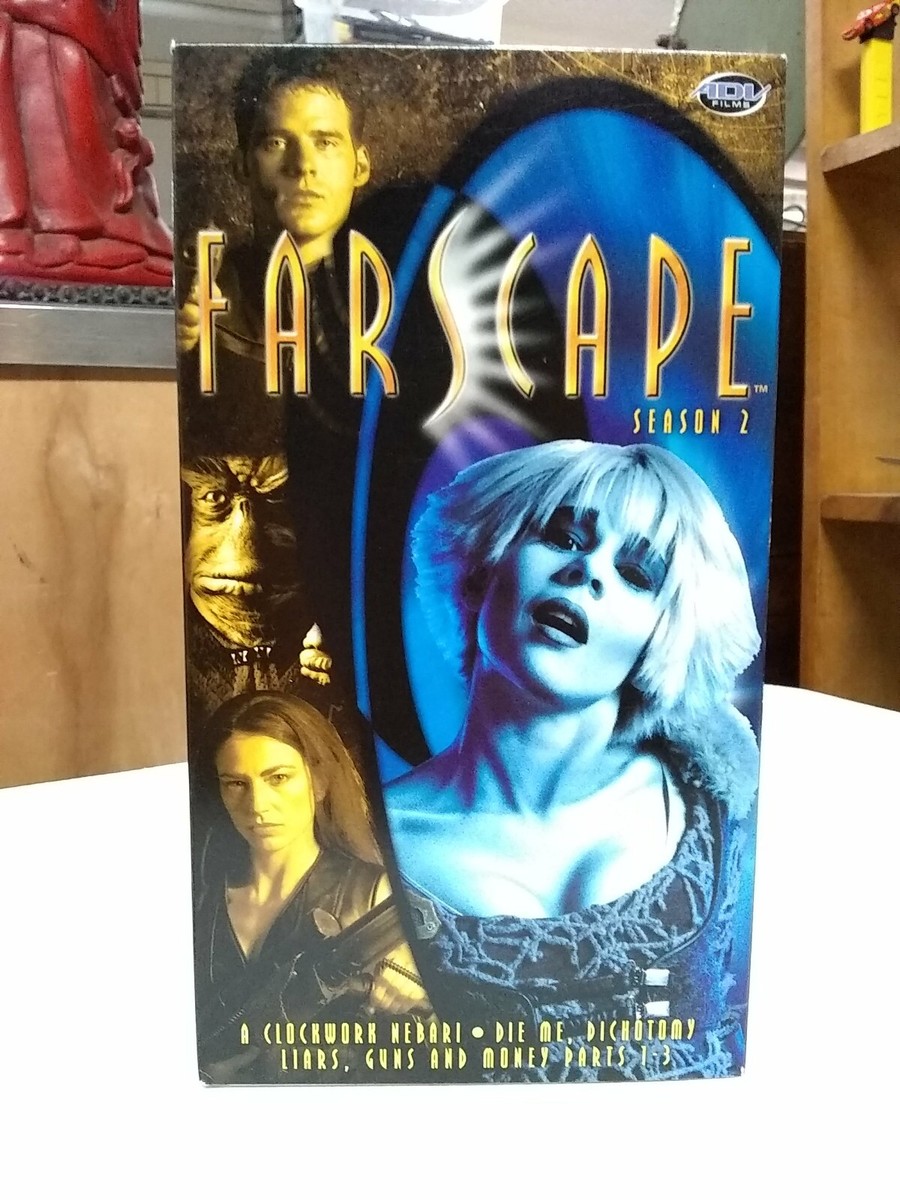 ADV
FILMS
FARSCAPE™
SEASON 2
A CLOCKWORK NEBARI • DIE ME, DICHOTOMY
LIARS, GUNS AND MONEY PARTS 1-3